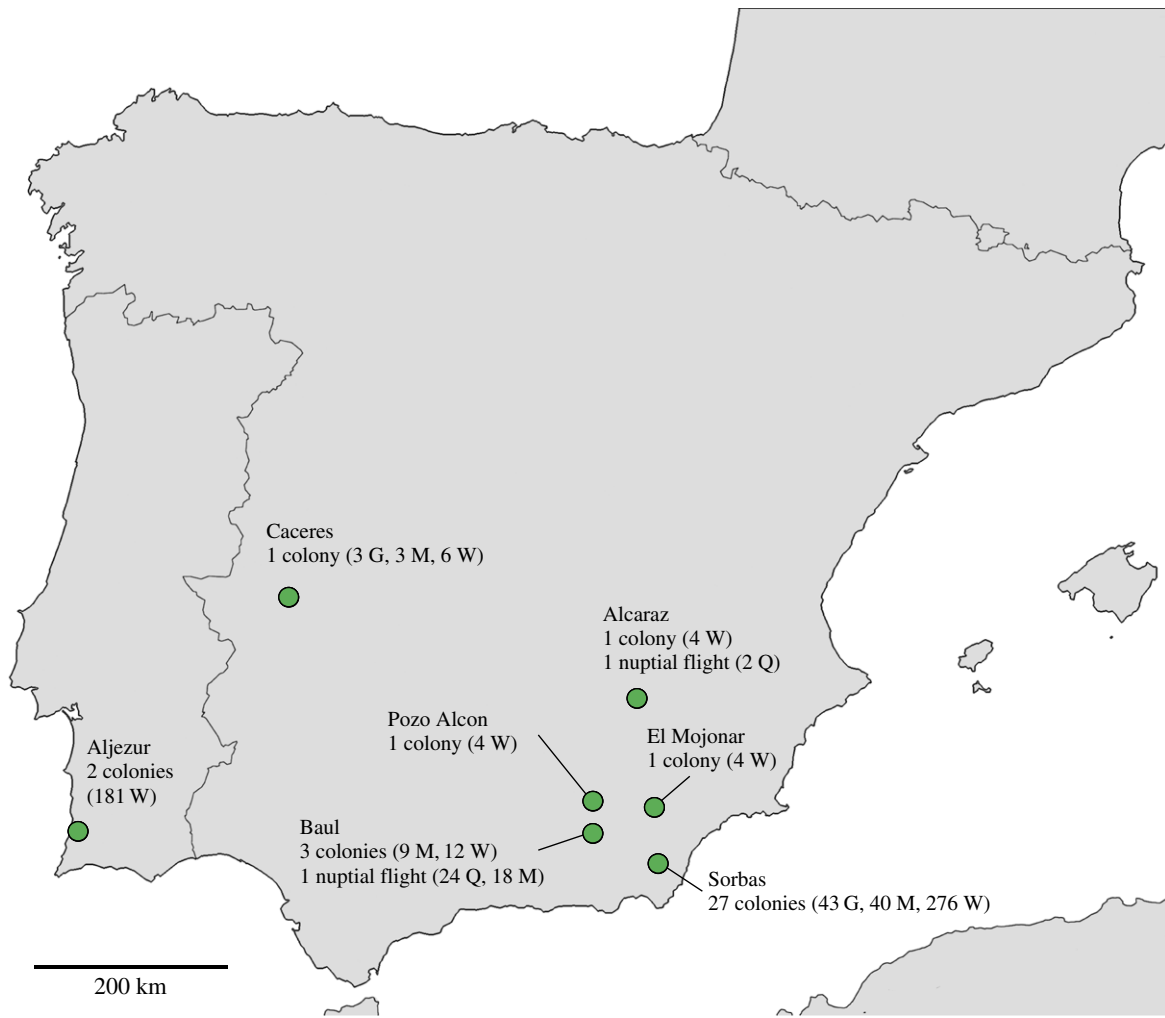 Caceres
1 colony (3 G, 3 M, 6 W)
Alcaraz
1 colony (4 W)
1 nuptial flight (2 Q)
Pozo Alcon
1 colony (4 W)
El Mojonar
1 colony (4 W)
Aljezur
2 colonies
(181 W)
Baul
3 colonies (9 M, 12 W)
1 nuptial flight (24 Q, 18 M)
Sorbas
27 colonies (43 G, 40 M, 276 W)
200 km